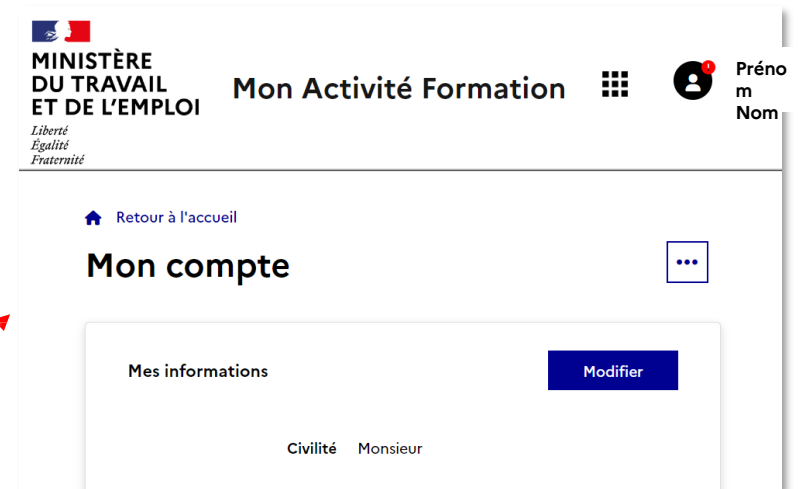 MINISTÈRE
DU TRAVAIL
ET DE L'EMPLOI
Liberté
Égalité
Fraternité
Mon Activité Formation
Préno
m
Nom
Retour à l'accueil
Mon compte
Mes informations
Modifier
Civilité Monsieur